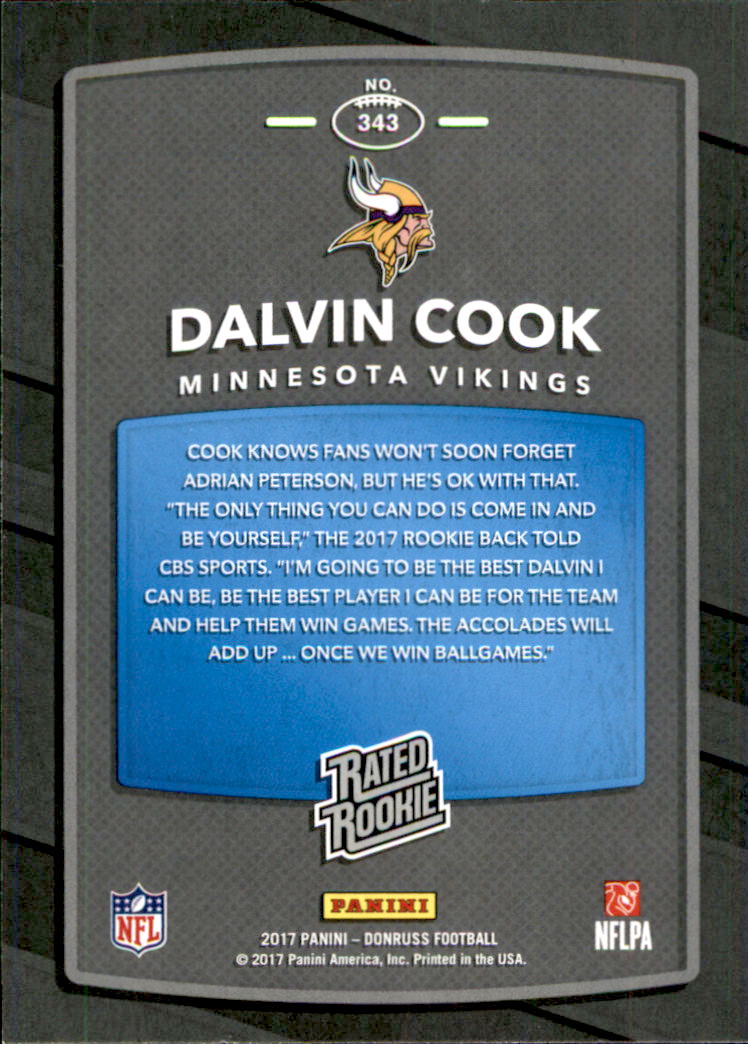 NO.
343
DALVIN COOK
MINNESOTA VIKINGS
COOK KNOWS FANS WON'T SOON FORGET
ADRIAN PETERSON, BUT HE'S OK WITH THAT.
"THE ONLY THING YOU CAN DO IS COME IN AND
BE YOURSELF," THE 2017 ROOKIE BACK TOLD
CBS SPORTS. "I'M GOING TO BE THE BEST DALVIN I
CAN BE, BE THE BEST PLAYER I CAN BE FOR THE TEAM
AND HELP THEM WIN GAMES. THE ACCOLADES WILL
ADD UP ... ONCE WE WIN BALLGAMES."
RATED
ROOKIE
NFL
PANINI
NFLPA
2017 PANINI – DONRUSS FOOTBALL
© 2017 Panini America, Inc. Printed in the USA.